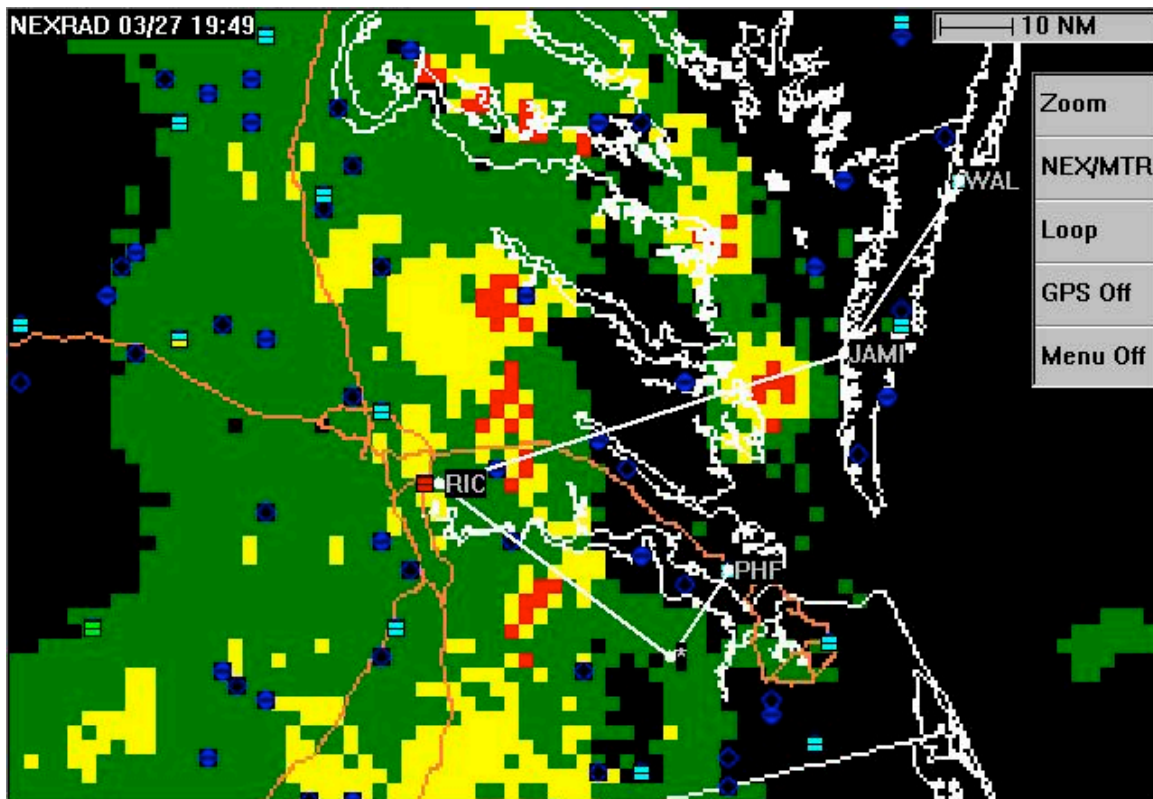 NEXRAD 03/27 19:49
10 NM
Zoom
NEX/MTR
WAL
Loop
GPS Off
JAMI
Menu Off
RIC
PHF
*